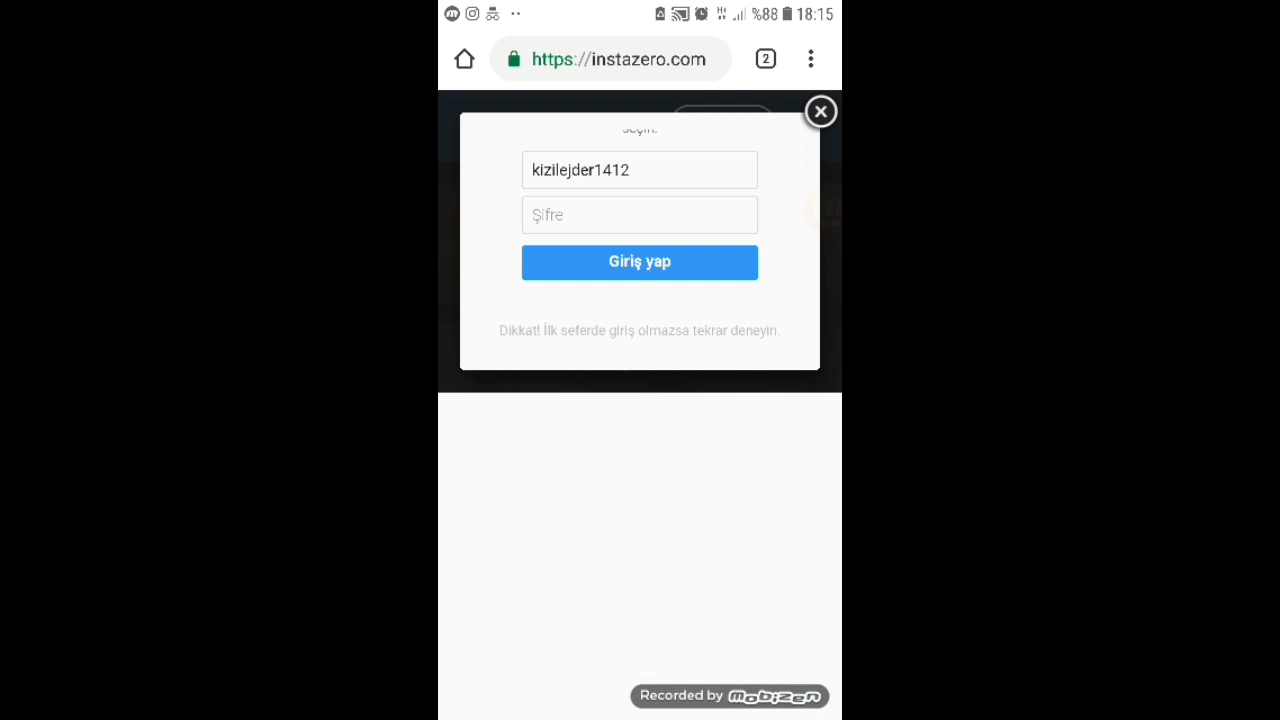 %88 18:15
https://instazero.com
2
seçin.
kizilejder1412
Şifre
Giriş yap
Dikkat! İlk seferde giriş olmazsa tekrar deneyin.
Recorded by mobizen